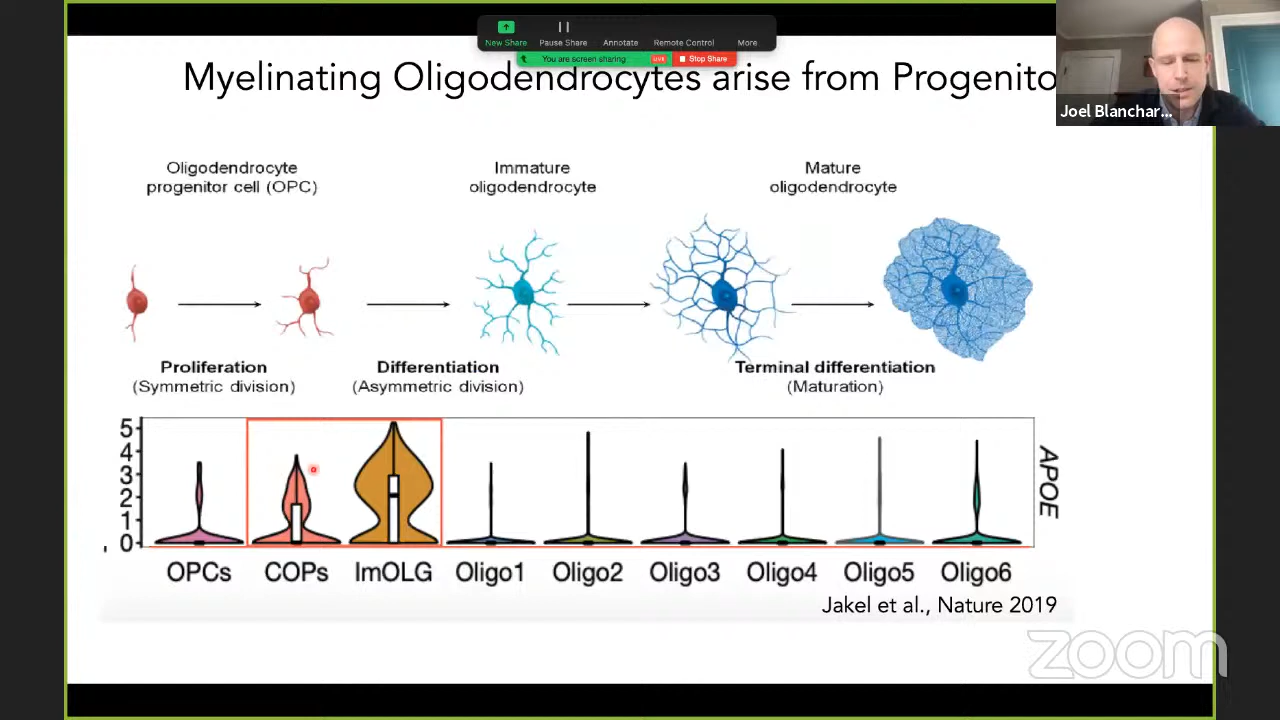 New Share
Pause Share
Annotate
Remote Control
More
You are screen sharing
LIVE
Stop Share
Myelinating Oligodendrocytes arise from Progenito
Joel Blanchar...
Oligodendrocyte
progenitor cell (OPC)
Immature
oligodendrocyte
Mature
oligodendrocyte
Proliferation
(Symmetric division)
Differentiation
(Asymmetric division)
Terminal differentiation
(Maturation)
5
4
3
2
1
0
APOE
OPCs COPs ImOLG Oligo1 Oligo2 Oligo3 Oligo4 Oligo5 Oligo6
Jakel et al., Nature 2019
zoom